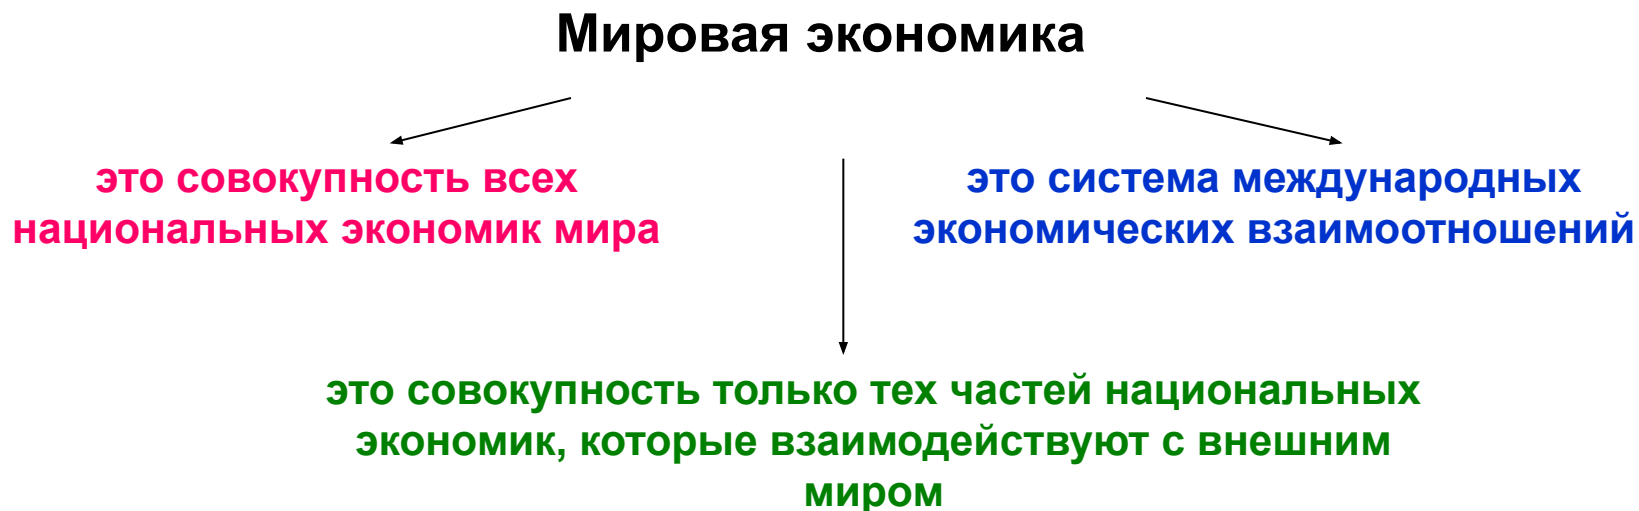 Мировая экономика
это совокупность всех
национальных экономик мира
это система международных
экономических взаимоотношений
это совокупность только тех частей национальных
экономик, которые взаимодействуют с внешним
миром